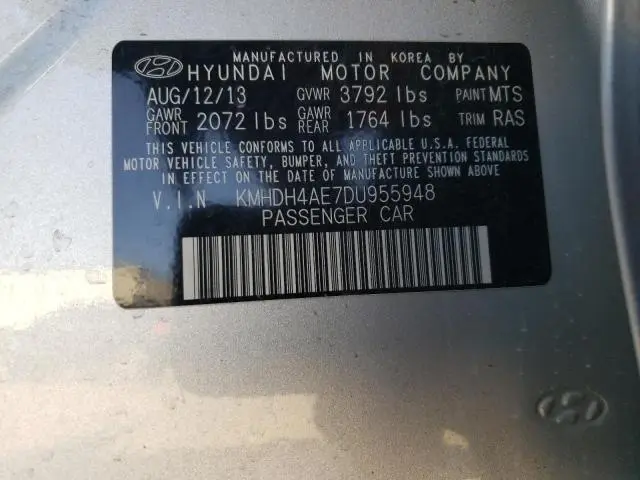 MANUFACTURED IN KOREA BY
HYUNDAI MOTOR COMPANY
AUG/12/13 GVWR 3792 lbs PAINT MTS
GAWR FRONT 2072 lbs GAWR REAR 1764 lbs TRIM RAS
THIS VEHICLE CONFORMS TO ALL APPLICABLE U.S.A. FEDERAL
MOTOR VEHICLE SAFETY, BUMPER, AND THEFT PREVENTION STANDARDS
IN EFFECT ON THE DATE OF MANUFACTURE SHOWN ABOVE.
V.I.N KMHDH4AE7DU955948
PASSENGER CAR